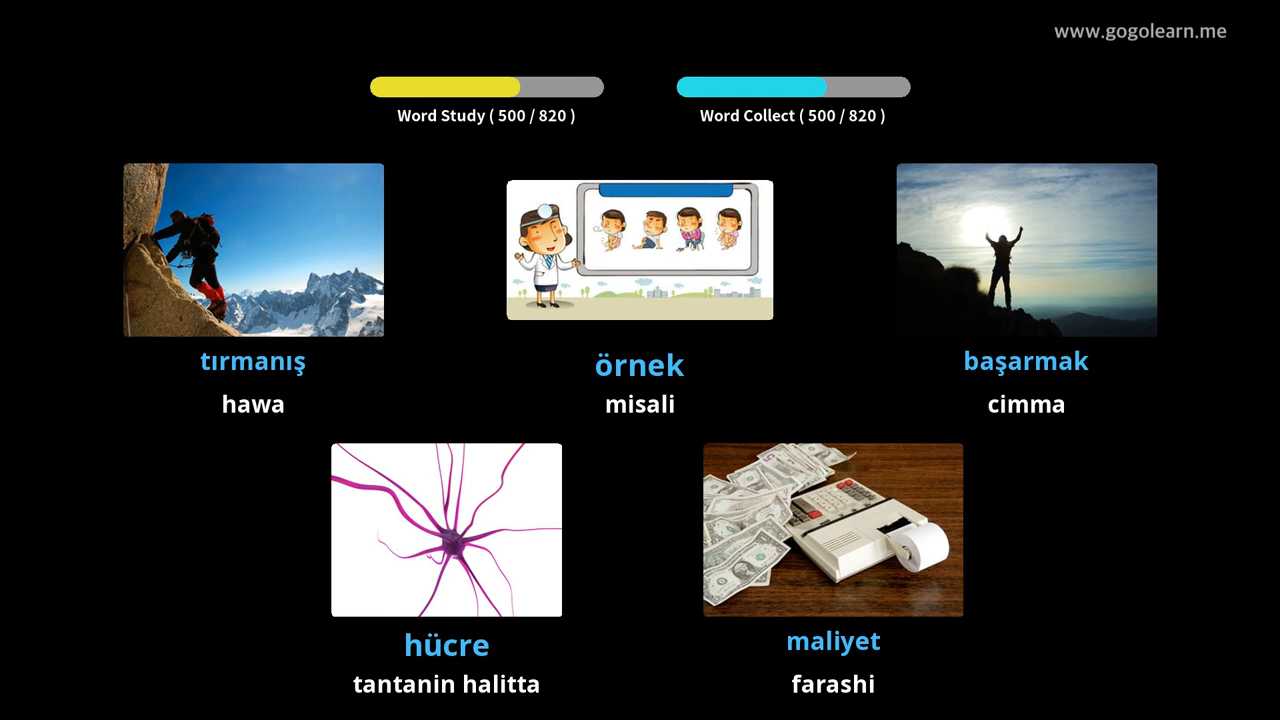 www.gogolearn.me
Word Study ( 500 / 820 )
Word Collect ( 500 / 820 )
tırmanış
hawa
örnek
misali
başarmak
cimma
hücre
tantanin halitta
maliyet
farashi